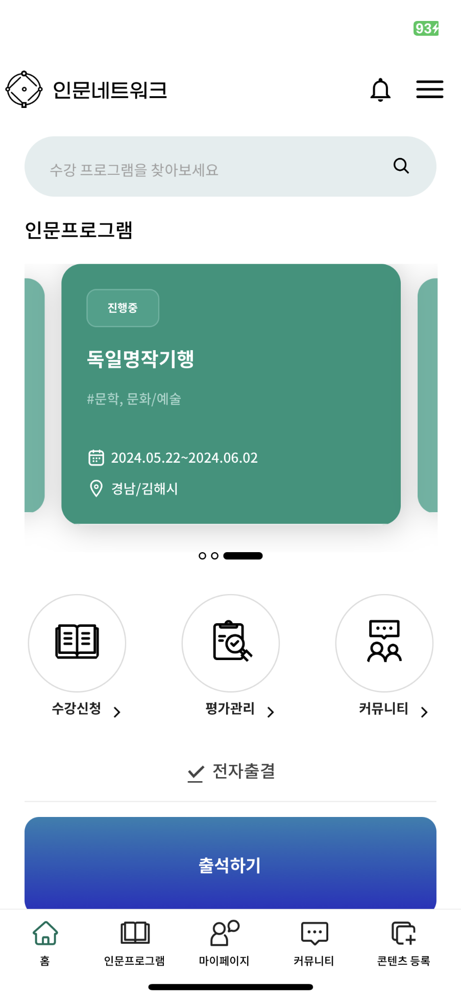 93
인문네트워크
수강 프로그램을 찾아보세요
인문프로그램
진행중
독일명작기행
#문학, 문화/예술
2024.05.22~2024.06.02
경남/김해시
수강신청
평가관리
커뮤니티
전자출결
출석하기
홈
인문프로그램
마이페이지
커뮤니티
콘텐츠 등록